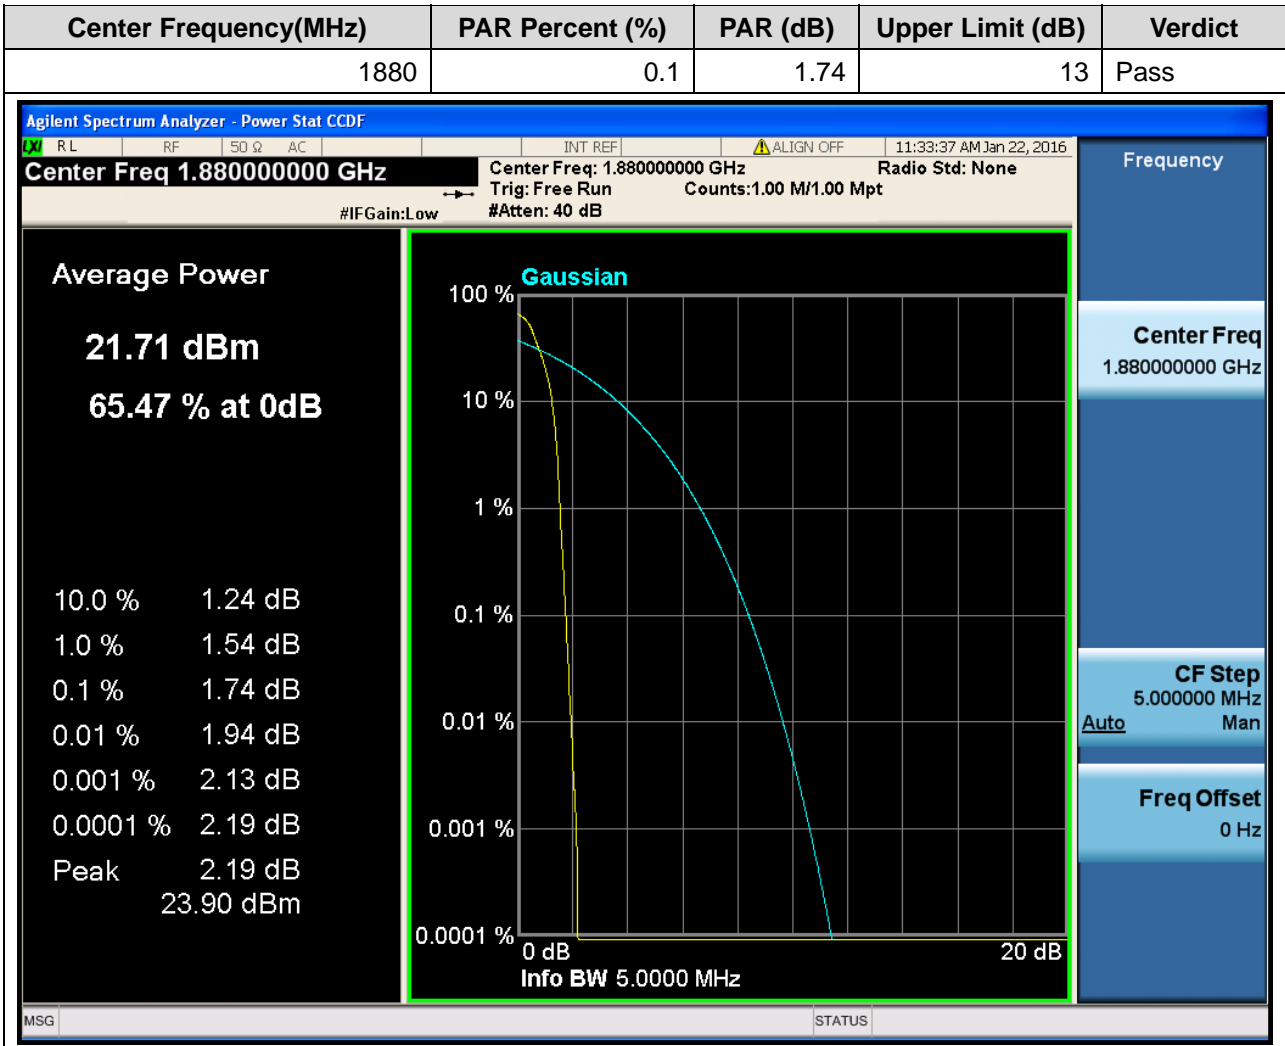 Center Frequency(MHz) PAR Percent (%) PAR (dB) Upper Limit (dB) Verdict
1880 0.1 1.74 13 Pass
Agilent Spectrum Analyzer - Power Stat CCDF
LXI RL RF 50 Ω AC INT REF ALIGN OFF 11:33:37 AM Jan 22, 2016
Center Freq 1.880000000 GHz
Center Freq: 1.880000000 GHz Radio Std: None
Trig: Free Run Counts:1.00 M/1.00 Mpt
#IFGain:Low #Atten: 40 dB
Frequency
Average Power
21.71 dBm
65.47 % at 0dB
10.0 % 1.24 dB
1.0 % 1.54 dB
0.1 % 1.74 dB
0.01 % 1.94 dB
0.001 % 2.13 dB
0.0001 % 2.19 dB
Peak 2.19 dB
23.90 dBm
Gaussian
100 %
10 %
1 %
0.1 %
0.01 %
0.001 %
0.0001 %
0 dB 20 dB
Info BW 5.0000 MHz
Center Freq
1.880000000 GHz
CF Step
5.000000 MHz
Auto Man
Freq Offset
0 Hz
MSG STATUS